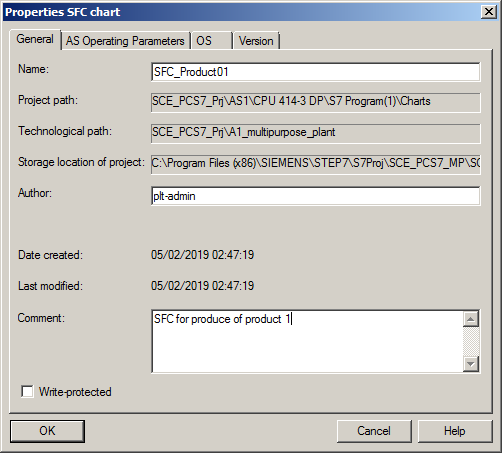 Properties SFC chart
General AS Operating Parameters OS Version
Name: SFC_Product01
Project path: SCE_PCS7_Prj\AS1\CPU 414-3 DP\S7 Program(1)\Charts
Technological path: SCE_PCS7_Prj\A1_multipurpose_plant
Storage location of project: C:\Program Files (x86)\SIEMENS\STEP7\S7Proj\SCE_PCS7_MP\SC
Author: plt-admin
Date created: 05/02/2019 02:47:19
Last modified: 05/02/2019 02:47:19
Comment: SFC for produce of product 1
Write-protected
OK Cancel Help